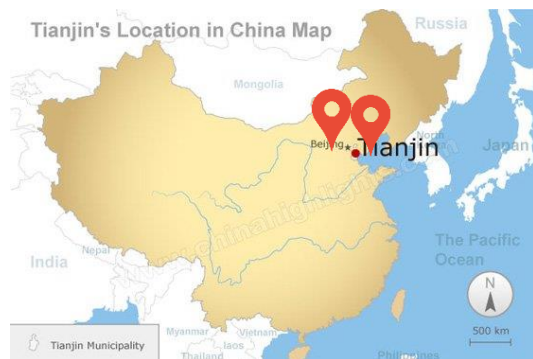 Tianjin's Location in China Map
Russia
Mongolia
Beijing
Tianjin
North
Japan
www.chinahighlights.com
Nepal
India
The Pacific
Ocean
N
500 km
Myanmar
Vietnam
laos
Thailand
Philippines
Tianjin Municipality